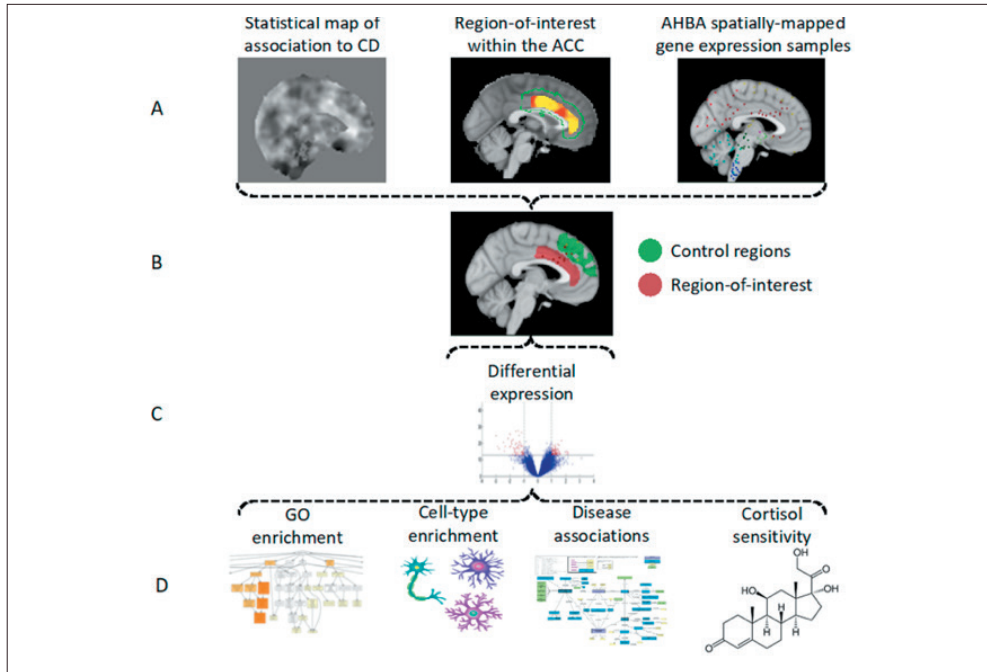 Statistical map of
association to CD
Region-of-interest
within the ACC
AHBA spatially-mapped
gene expression samples
A
B
Control regions
Region-of-interest
Differential
expression
C
GO
enrichment
Cell-type
enrichment
Disease
associations
Cortisol
sensitivity
D
OH
O
HO
OH
H
H
H
O